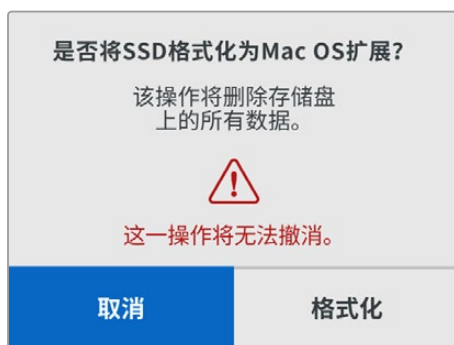 是否将SSD格式化为Mac OS扩展？
该操作将删除存储盘
上的所有数据。
这一操作将无法撤消。
取消
格式化